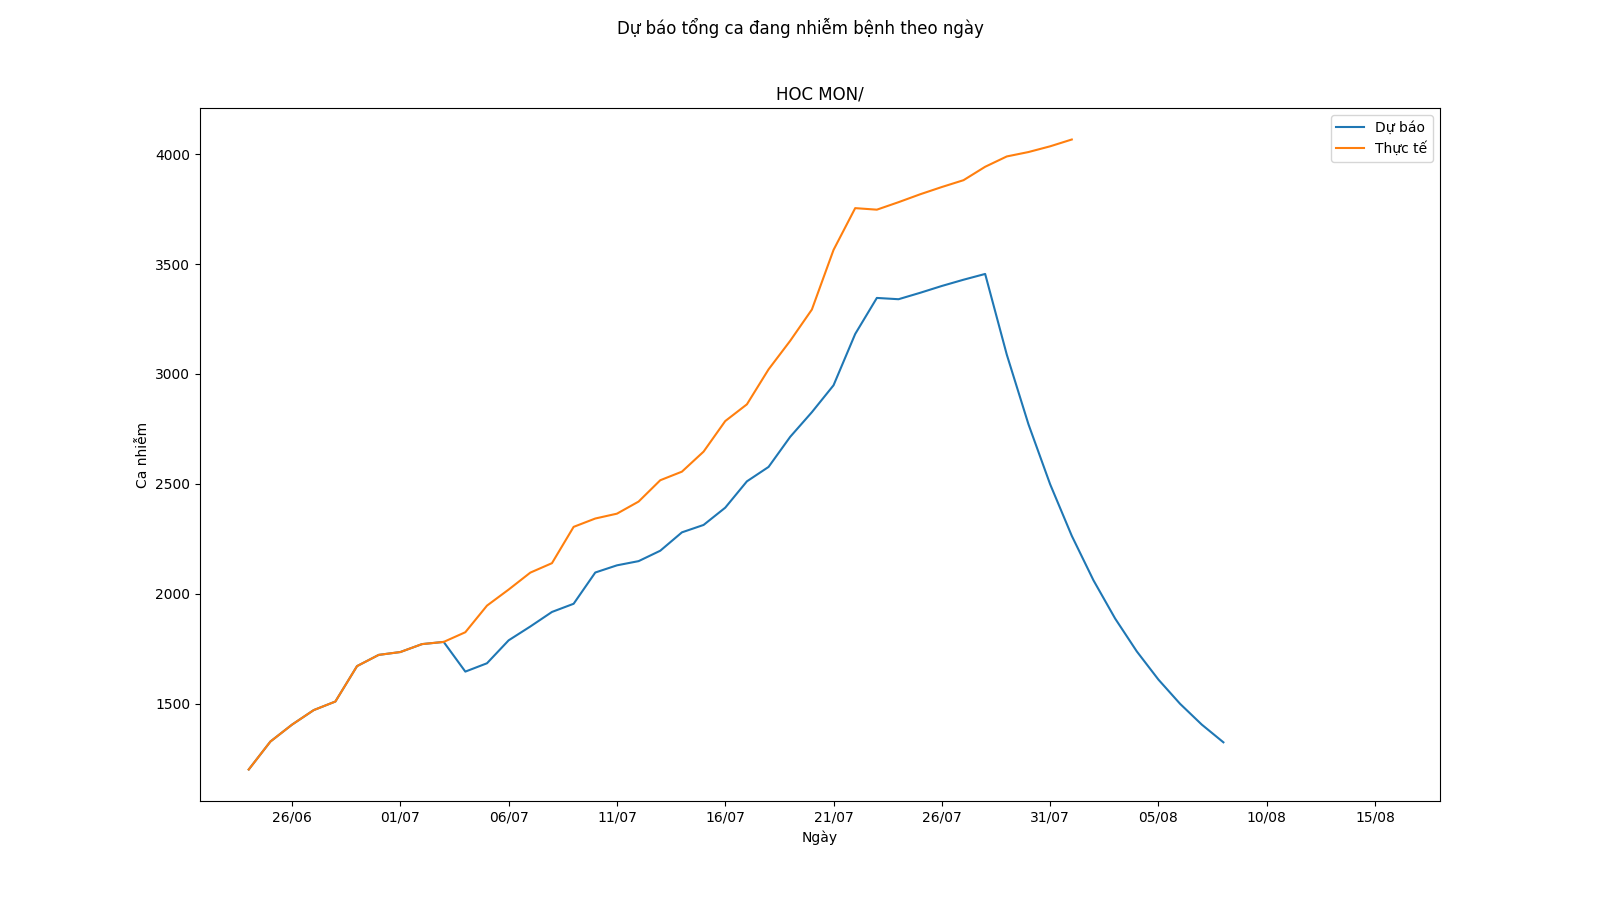 Dự báo tổng ca đang nhiễm bệnh theo ngày
HOC MON/
Dự báo
Thực tế
4000
3500
3000
2500
2000
1500
Ca nhiễm
26/06 01/07 06/07 11/07 16/07 21/07 26/07 31/07 05/08 10/08 15/08
Ngày